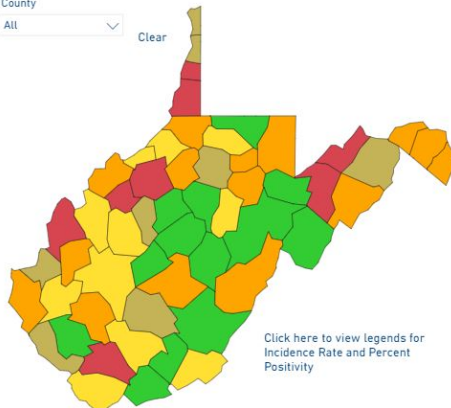 County
All
Clear
Click here to view legends for
Incidence Rate and Percent
Positivity